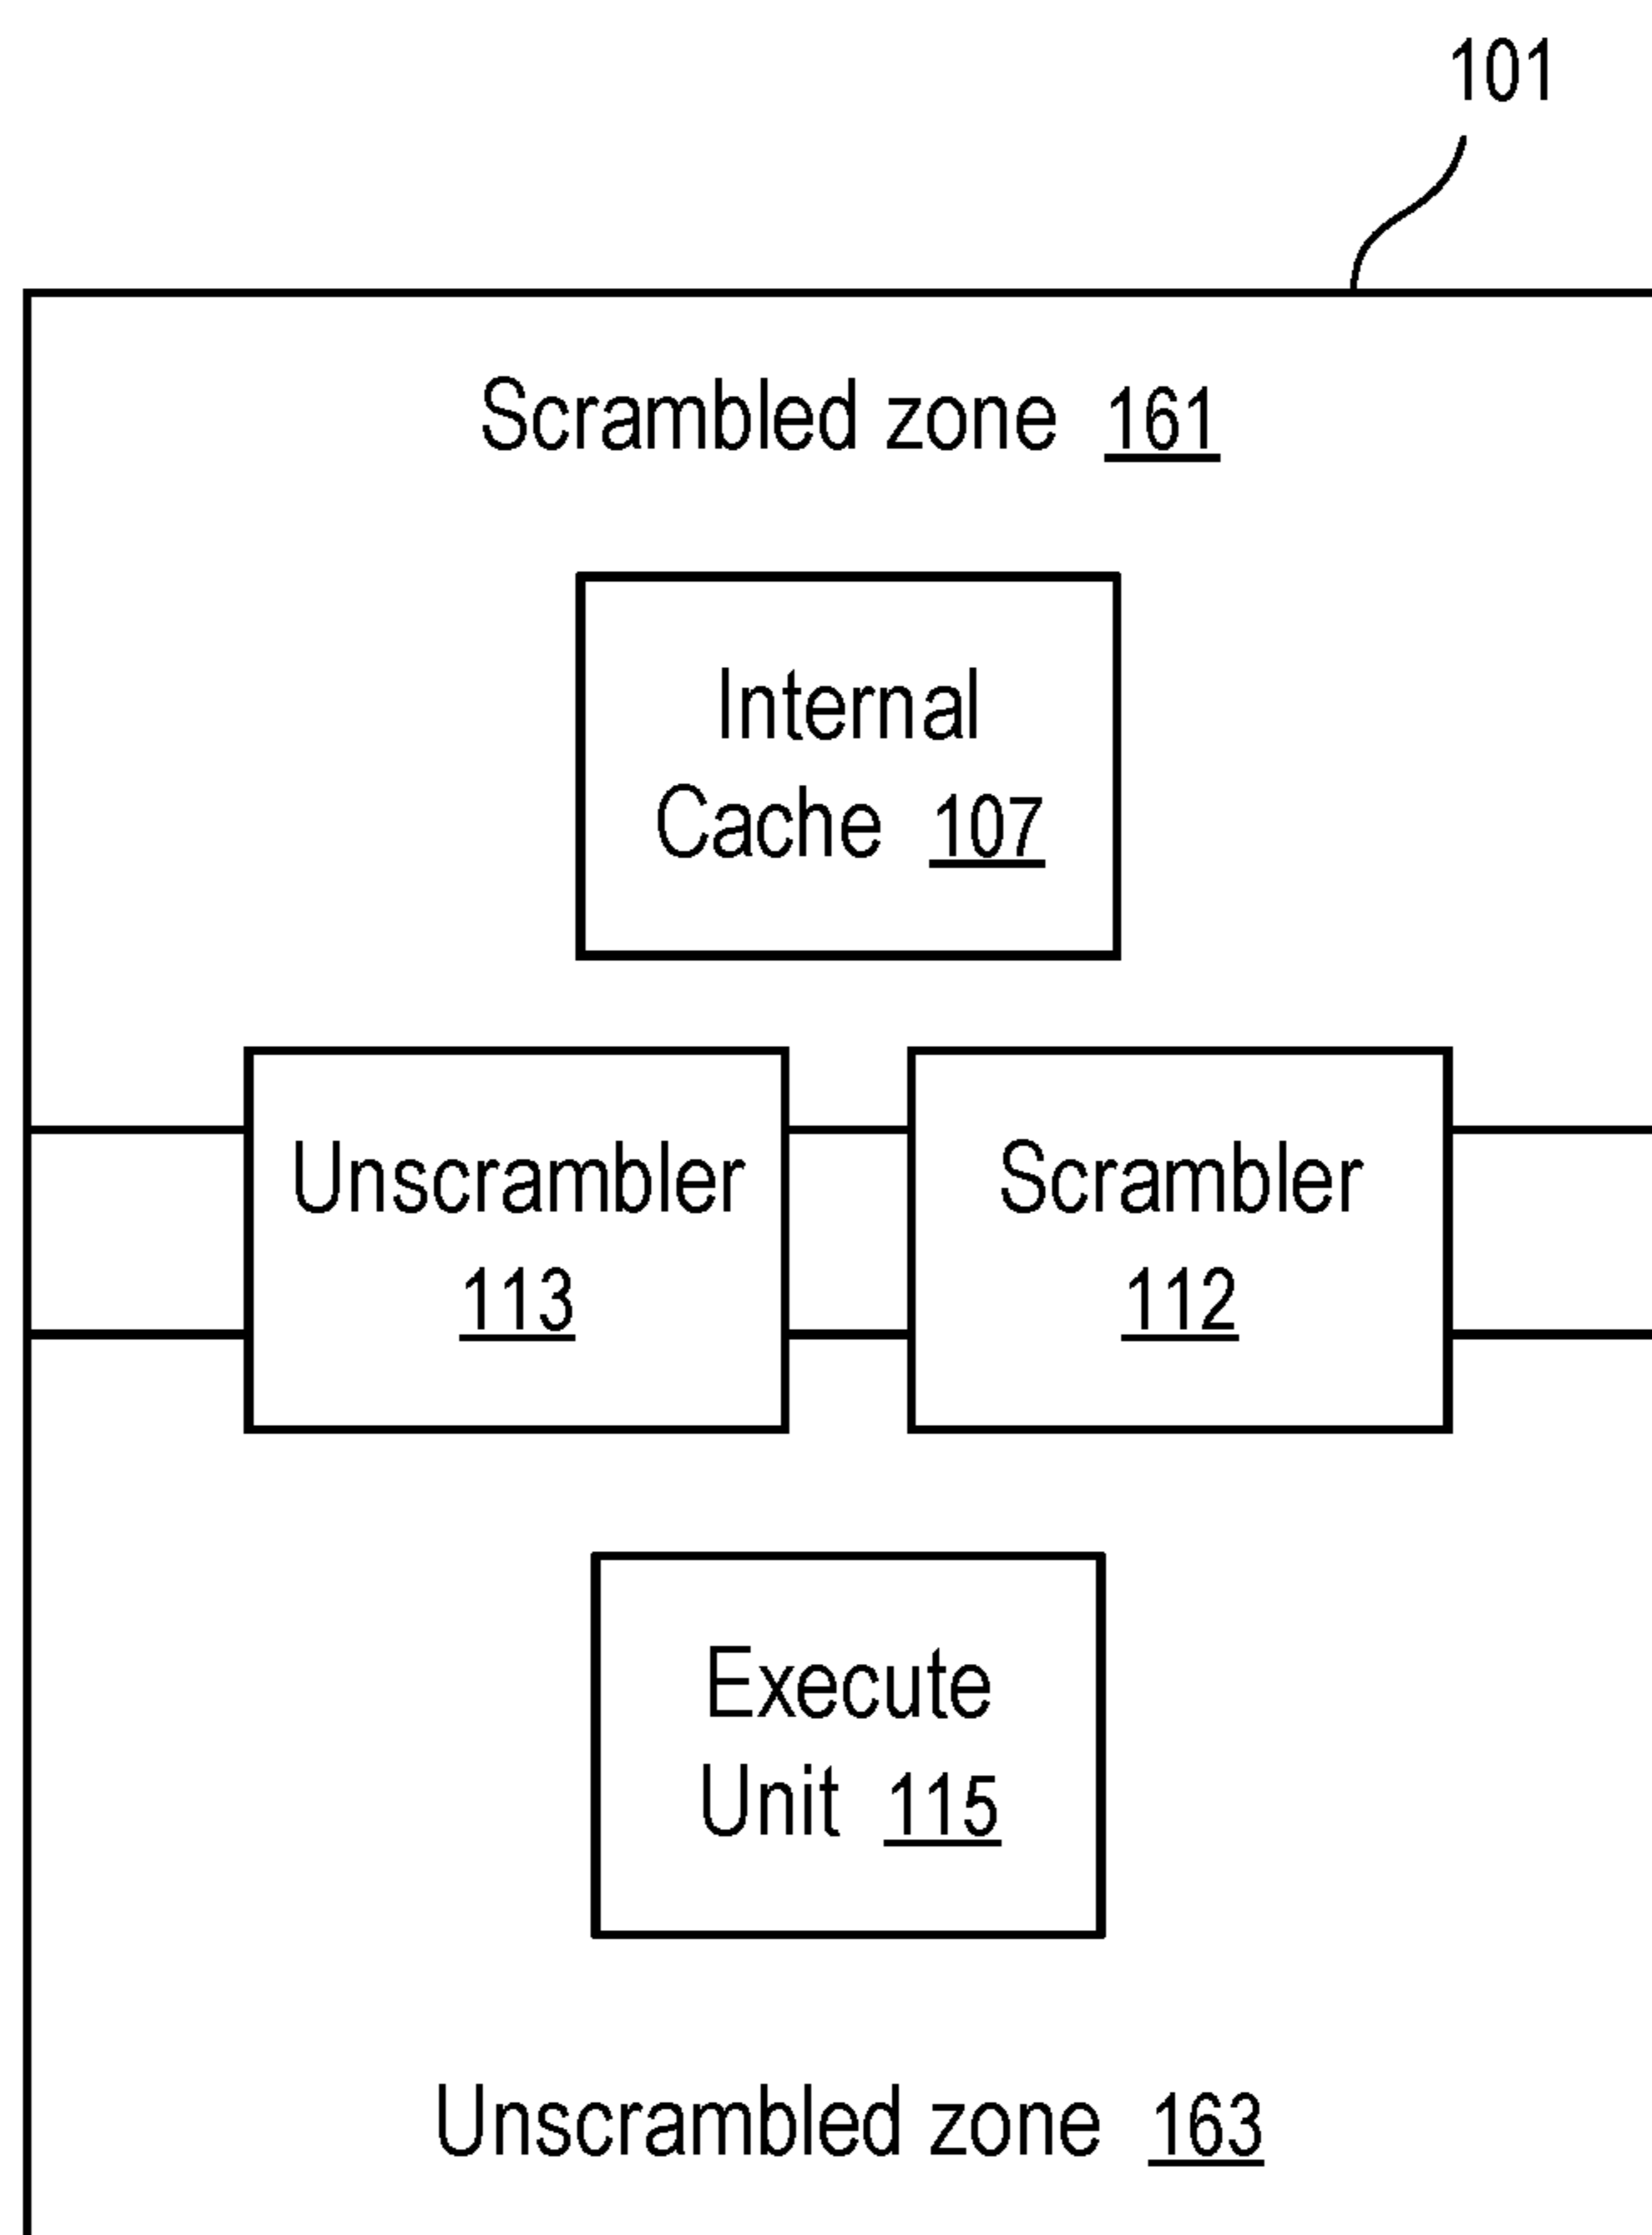 101
Scrambled zone 161
Internal
Cache 107
Unscrambler
113
Scrambler
112
Execute
Unit 115
Unscrambled zone 163